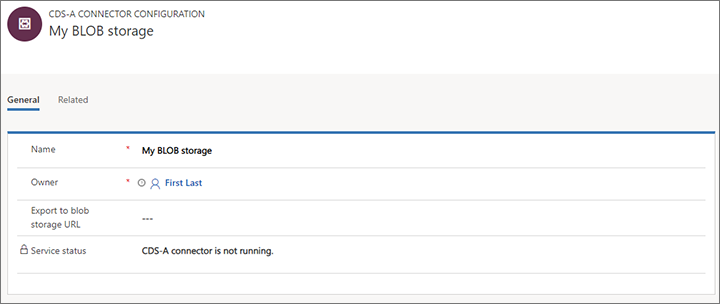 CDS-A CONNECTOR CONFIGURATION
My BLOB storage
General Related
Name * My BLOB storage
Owner * First Last
Export to blob
storage URL ---
Service status CDS-A connector is not running.